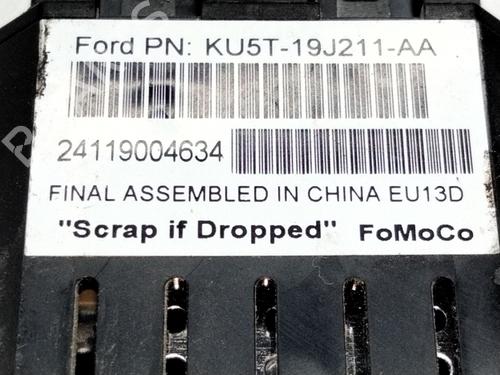 Ford PN: KU5T-19J211-AA
24119004634
FINAL ASSEMBLED IN CHINA EU13D
"Scrap if Dropped" FoMoCo